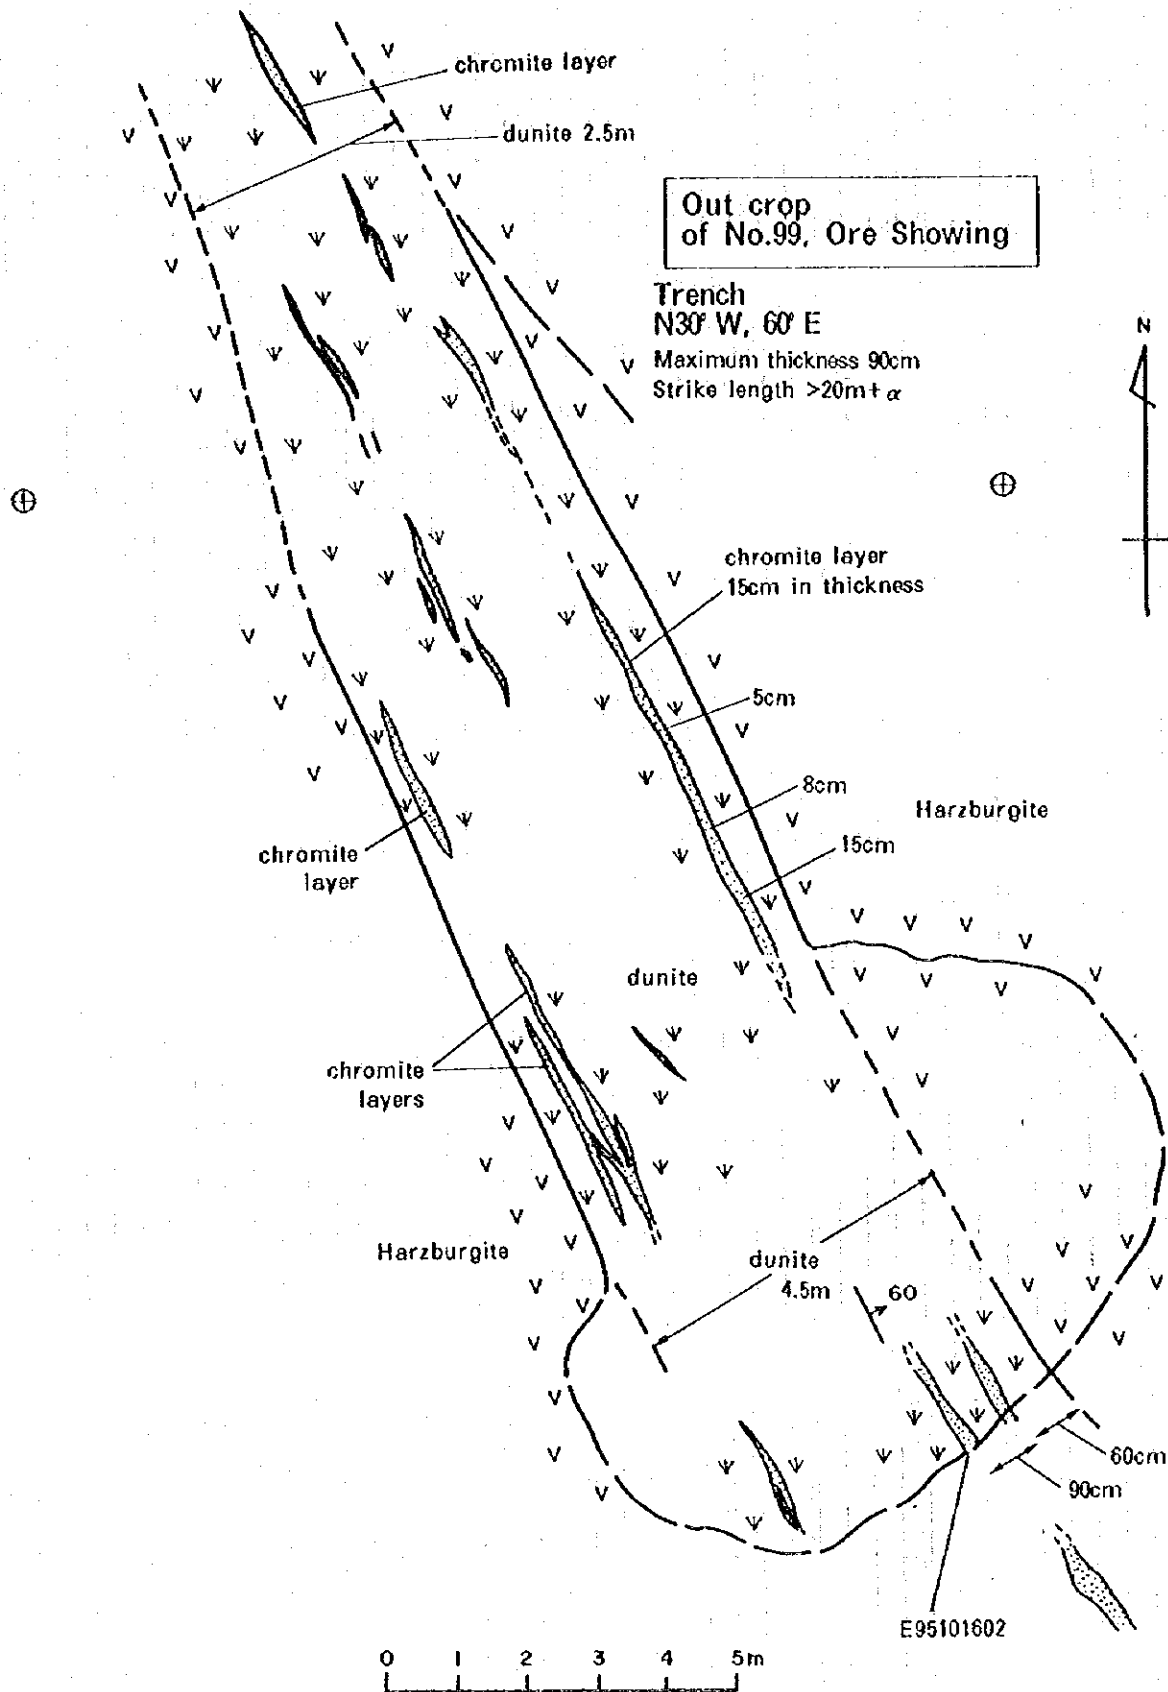 chromite layer
dunite 2.5m
Out crop
of No.99, Ore Showing
Trench
N30° W, 60° E
Maximum thickness 90cm
Strike length >20m+ α
N
chromite layer
15cm in thickness
5cm
8cm
Harzburgite
15cm
chromite
layer
dunite
chromite
layers
Harzburgite
dunite
4.5m
60
60cm
90cm
E95101602
0 1 2 3 4 5m